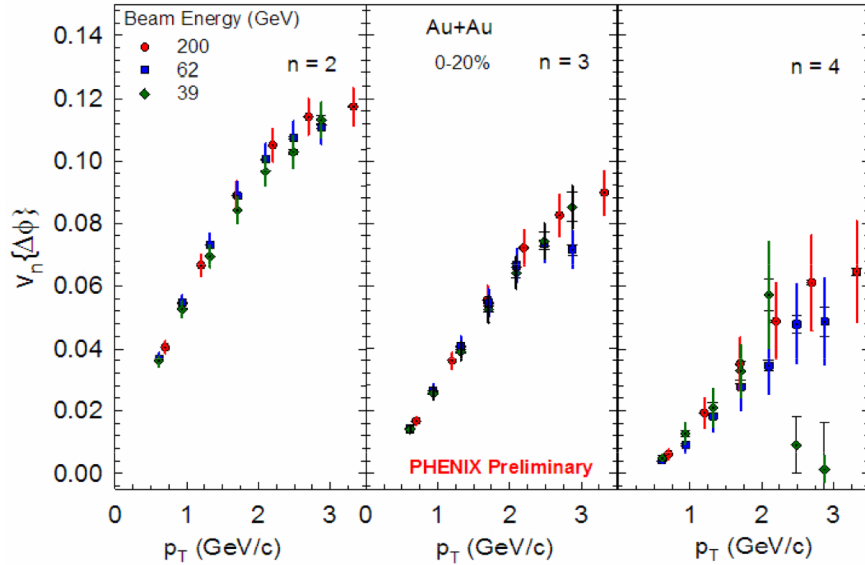 Beam Energy (GeV)
200
62
39
n = 2
Au+Au
0-20%
n = 3
n = 4
PHENIX Preliminary
0.14
0.12
0.10
0.08
0.06
0.04
0.02
0.00
vₙ{Δϕ}
0 1 2 3 0 1 2 3 1 2 3
p_T (GeV/c) p_T (GeV/c) p_T (GeV/c)